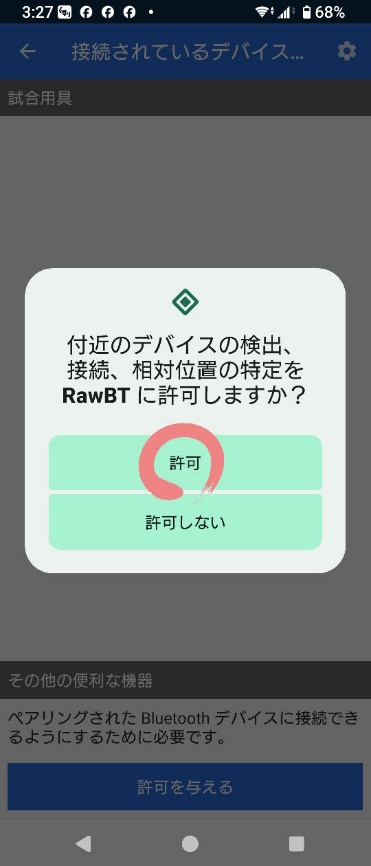 3:27 68%
接続されているデバイス...
試合用具
付近のデバイスの検出、
接続、相対位置の特定を
RawBT に許可しますか？
許可
許可しない
その他の便利な機器
ペアリングされた Bluetooth デバイスに接続でき
るようにするために必要です。
許可を与える